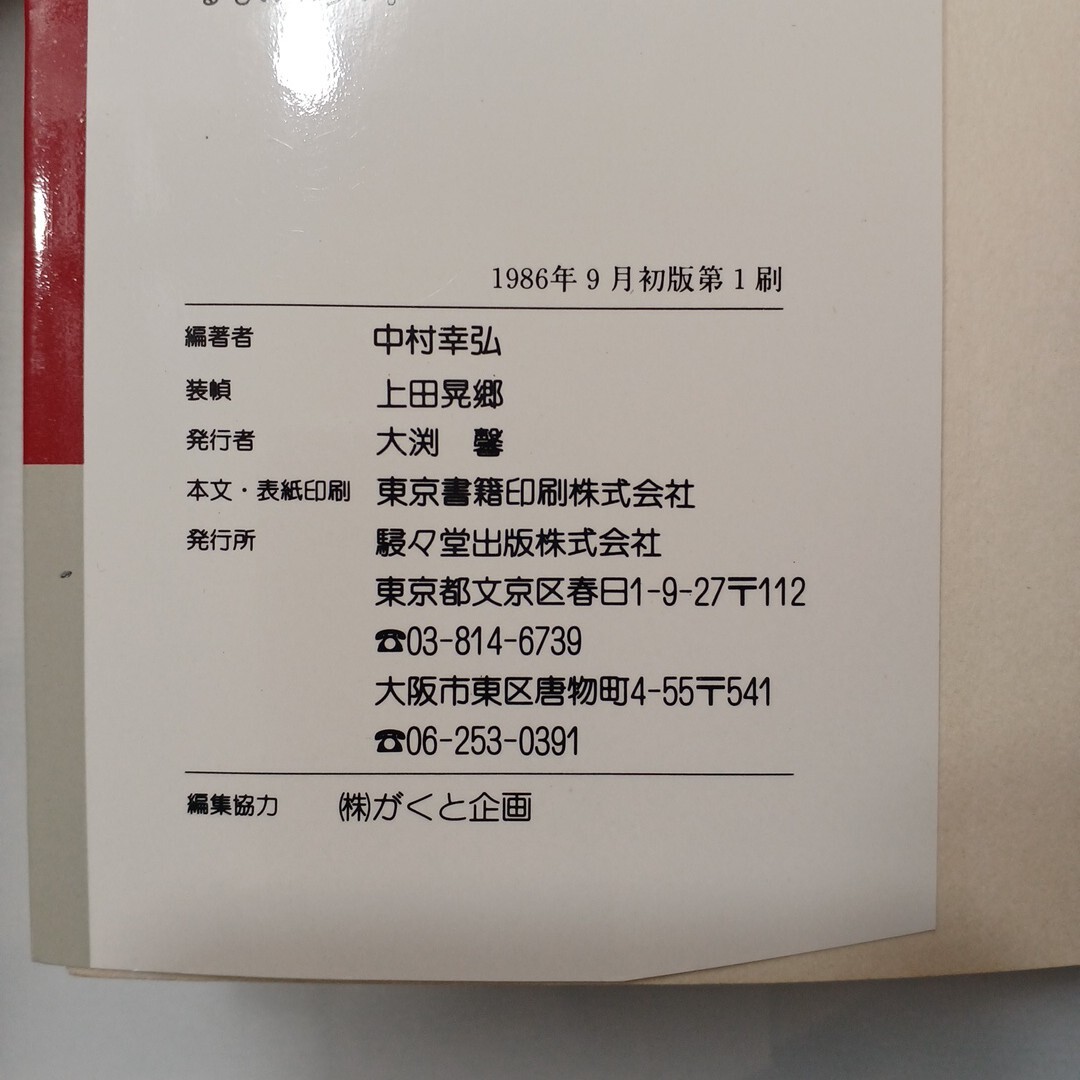 1986年9月初版第1刷
編著者 中村幸弘
装幀 上田晃郷
発行者 大渕 馨
本文・表紙印刷 東京書籍印刷株式会社
発行所 駸々堂出版株式会社
東京都文京区春日1-9-27〒112
☎03-814-6739
大阪市東区唐物町4-55〒541
☎06-253-0391
編集協力 ㈱がくと企画